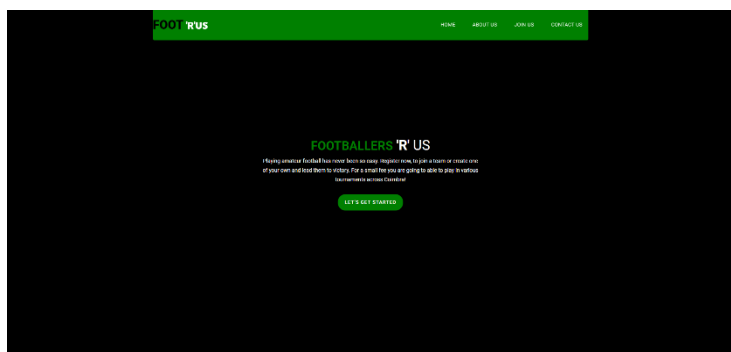 FOOT 'R'US
HOME ABOUT US JOIN US CONTACT US
FOOTBALLERS 'R' US
Playing amateur football has never been so easy. Register now, to join a team or create one
of your own and lead them to victory. For a small fee you are going to able to play in various
tournaments across Coimbra!
LET'S GET STARTED